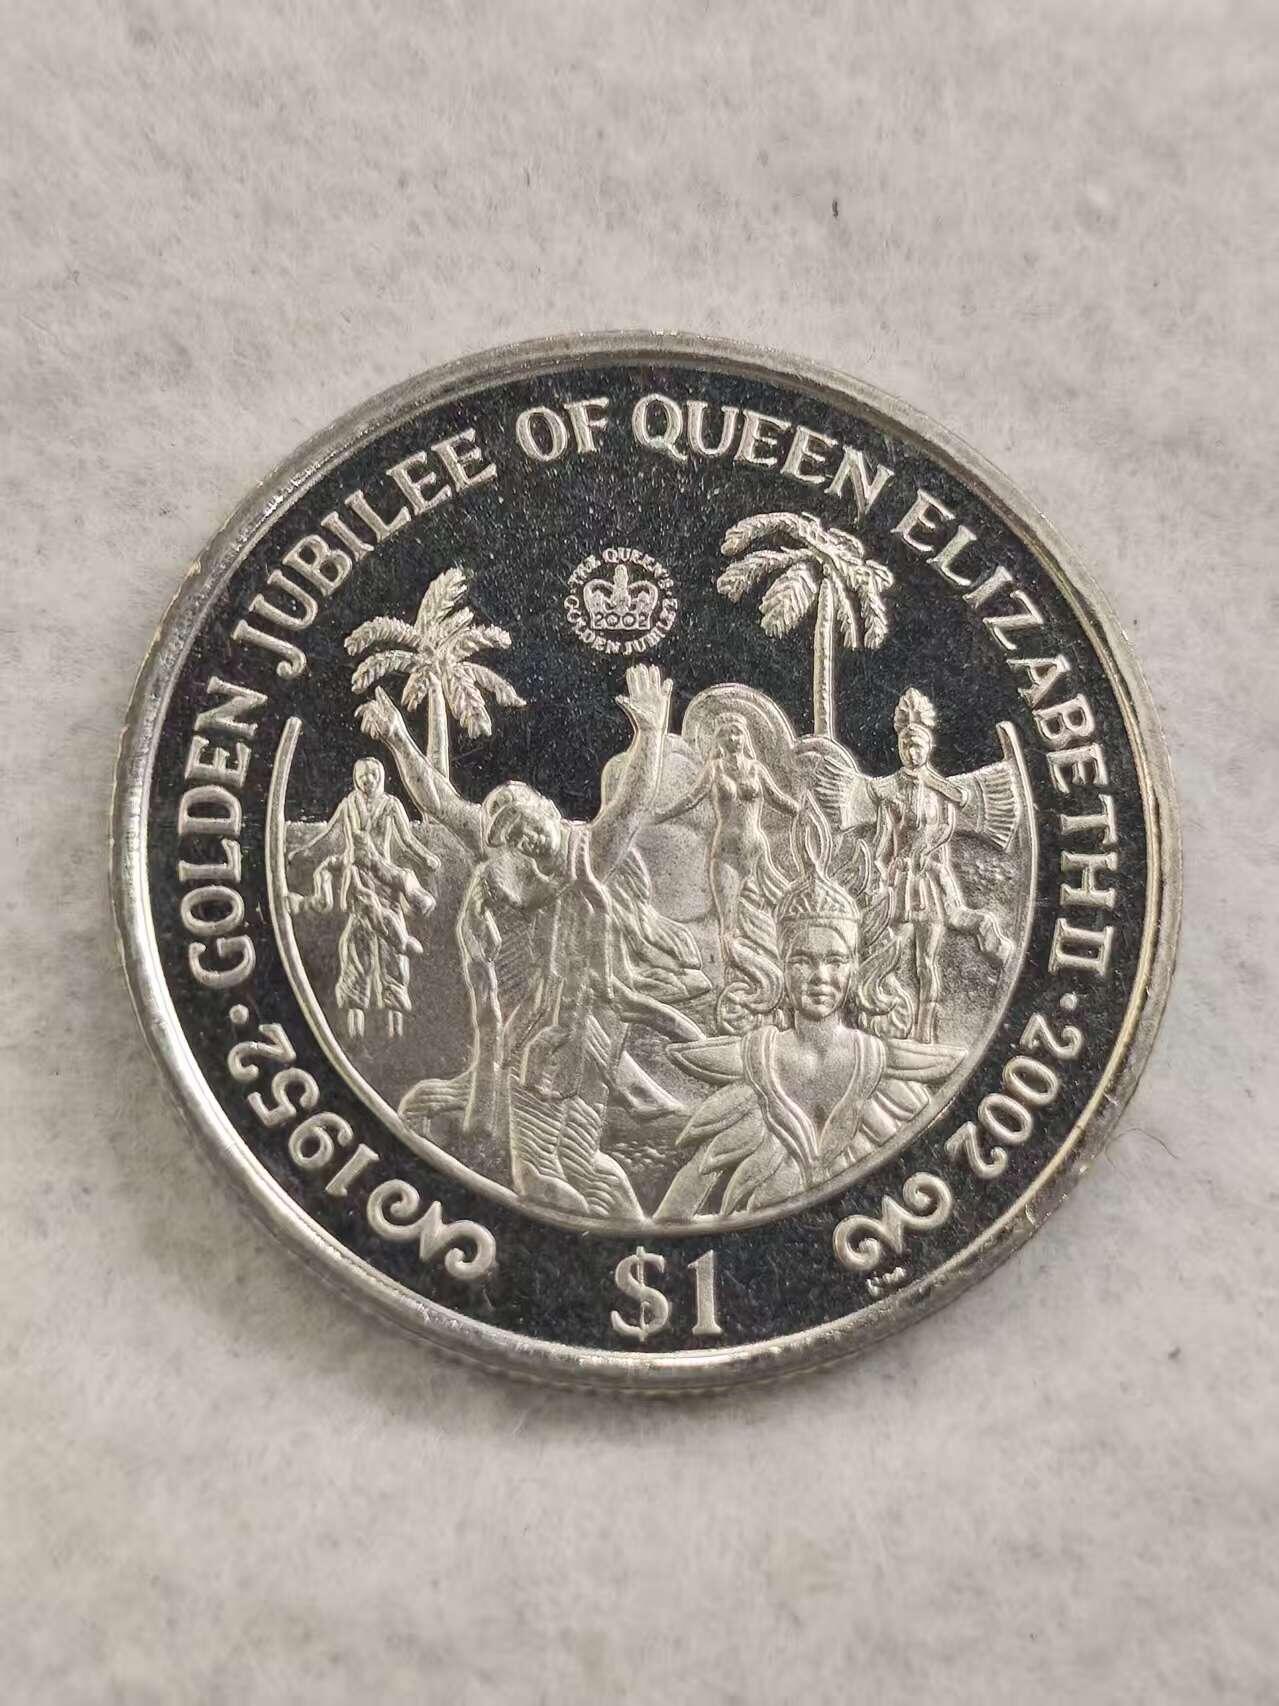 1952 · GOLDEN JUBILEE OF QUEEN ELIZABETH II · 2002
THE QUEEN'S
2002
GOLDEN JUBILEE
$1